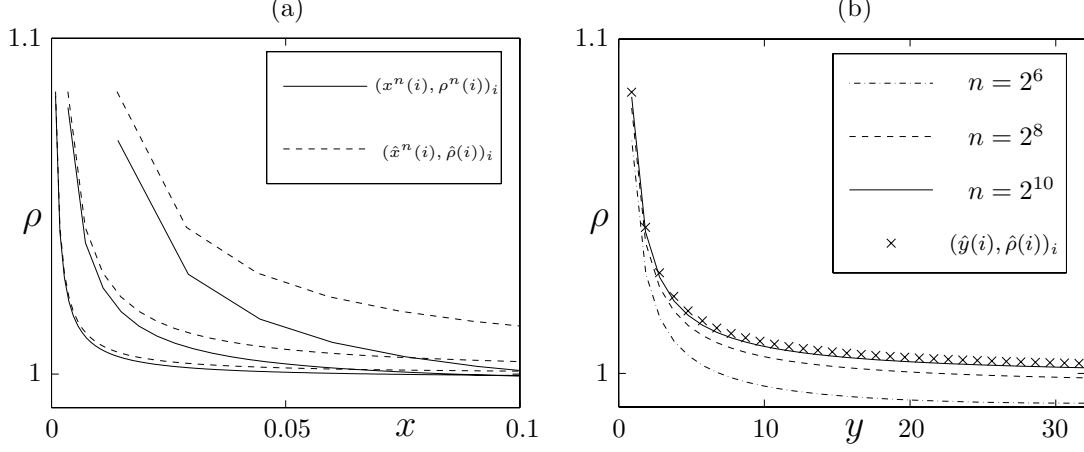 (a)
1.1
(x^n(i), ρ^n(i))_i
(x̂^n(i), ρ̂(i))_i
ρ
1
0
0.05
x
0.1
(b)
1.1
n = 2^6
n = 2^8
n = 2^10
(ŷ(i), ρ̂(i))_i
ρ
1
0
10
y
20
30